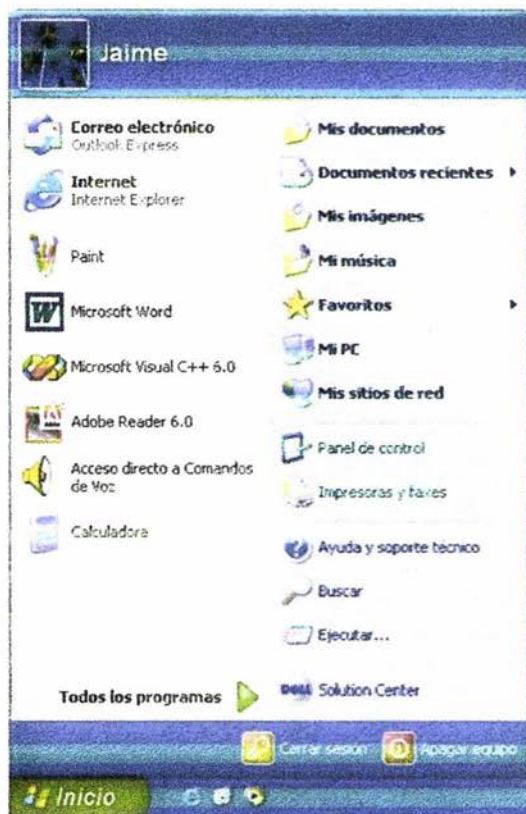 Jaime
Correo electrónico
Outlook Express
Internet
Internet Explorer
Paint
Microsoft Word
Microsoft Visual C++ 6.0
Adobe Reader 6.0
Acceso directo a Comandos
de Voz
Calculadora
Todos los programas
Mis documentos
Documentos recientes
Mis imágenes
Mi música
Favoritos
Mi PC
Mis sitios de red
Panel de control
Impresoras y faxes
Ayuda y soporte técnico
Buscar
Ejecutar...
DELL Solution Center
Cerrar sesión
Apagar equipo
Inicio